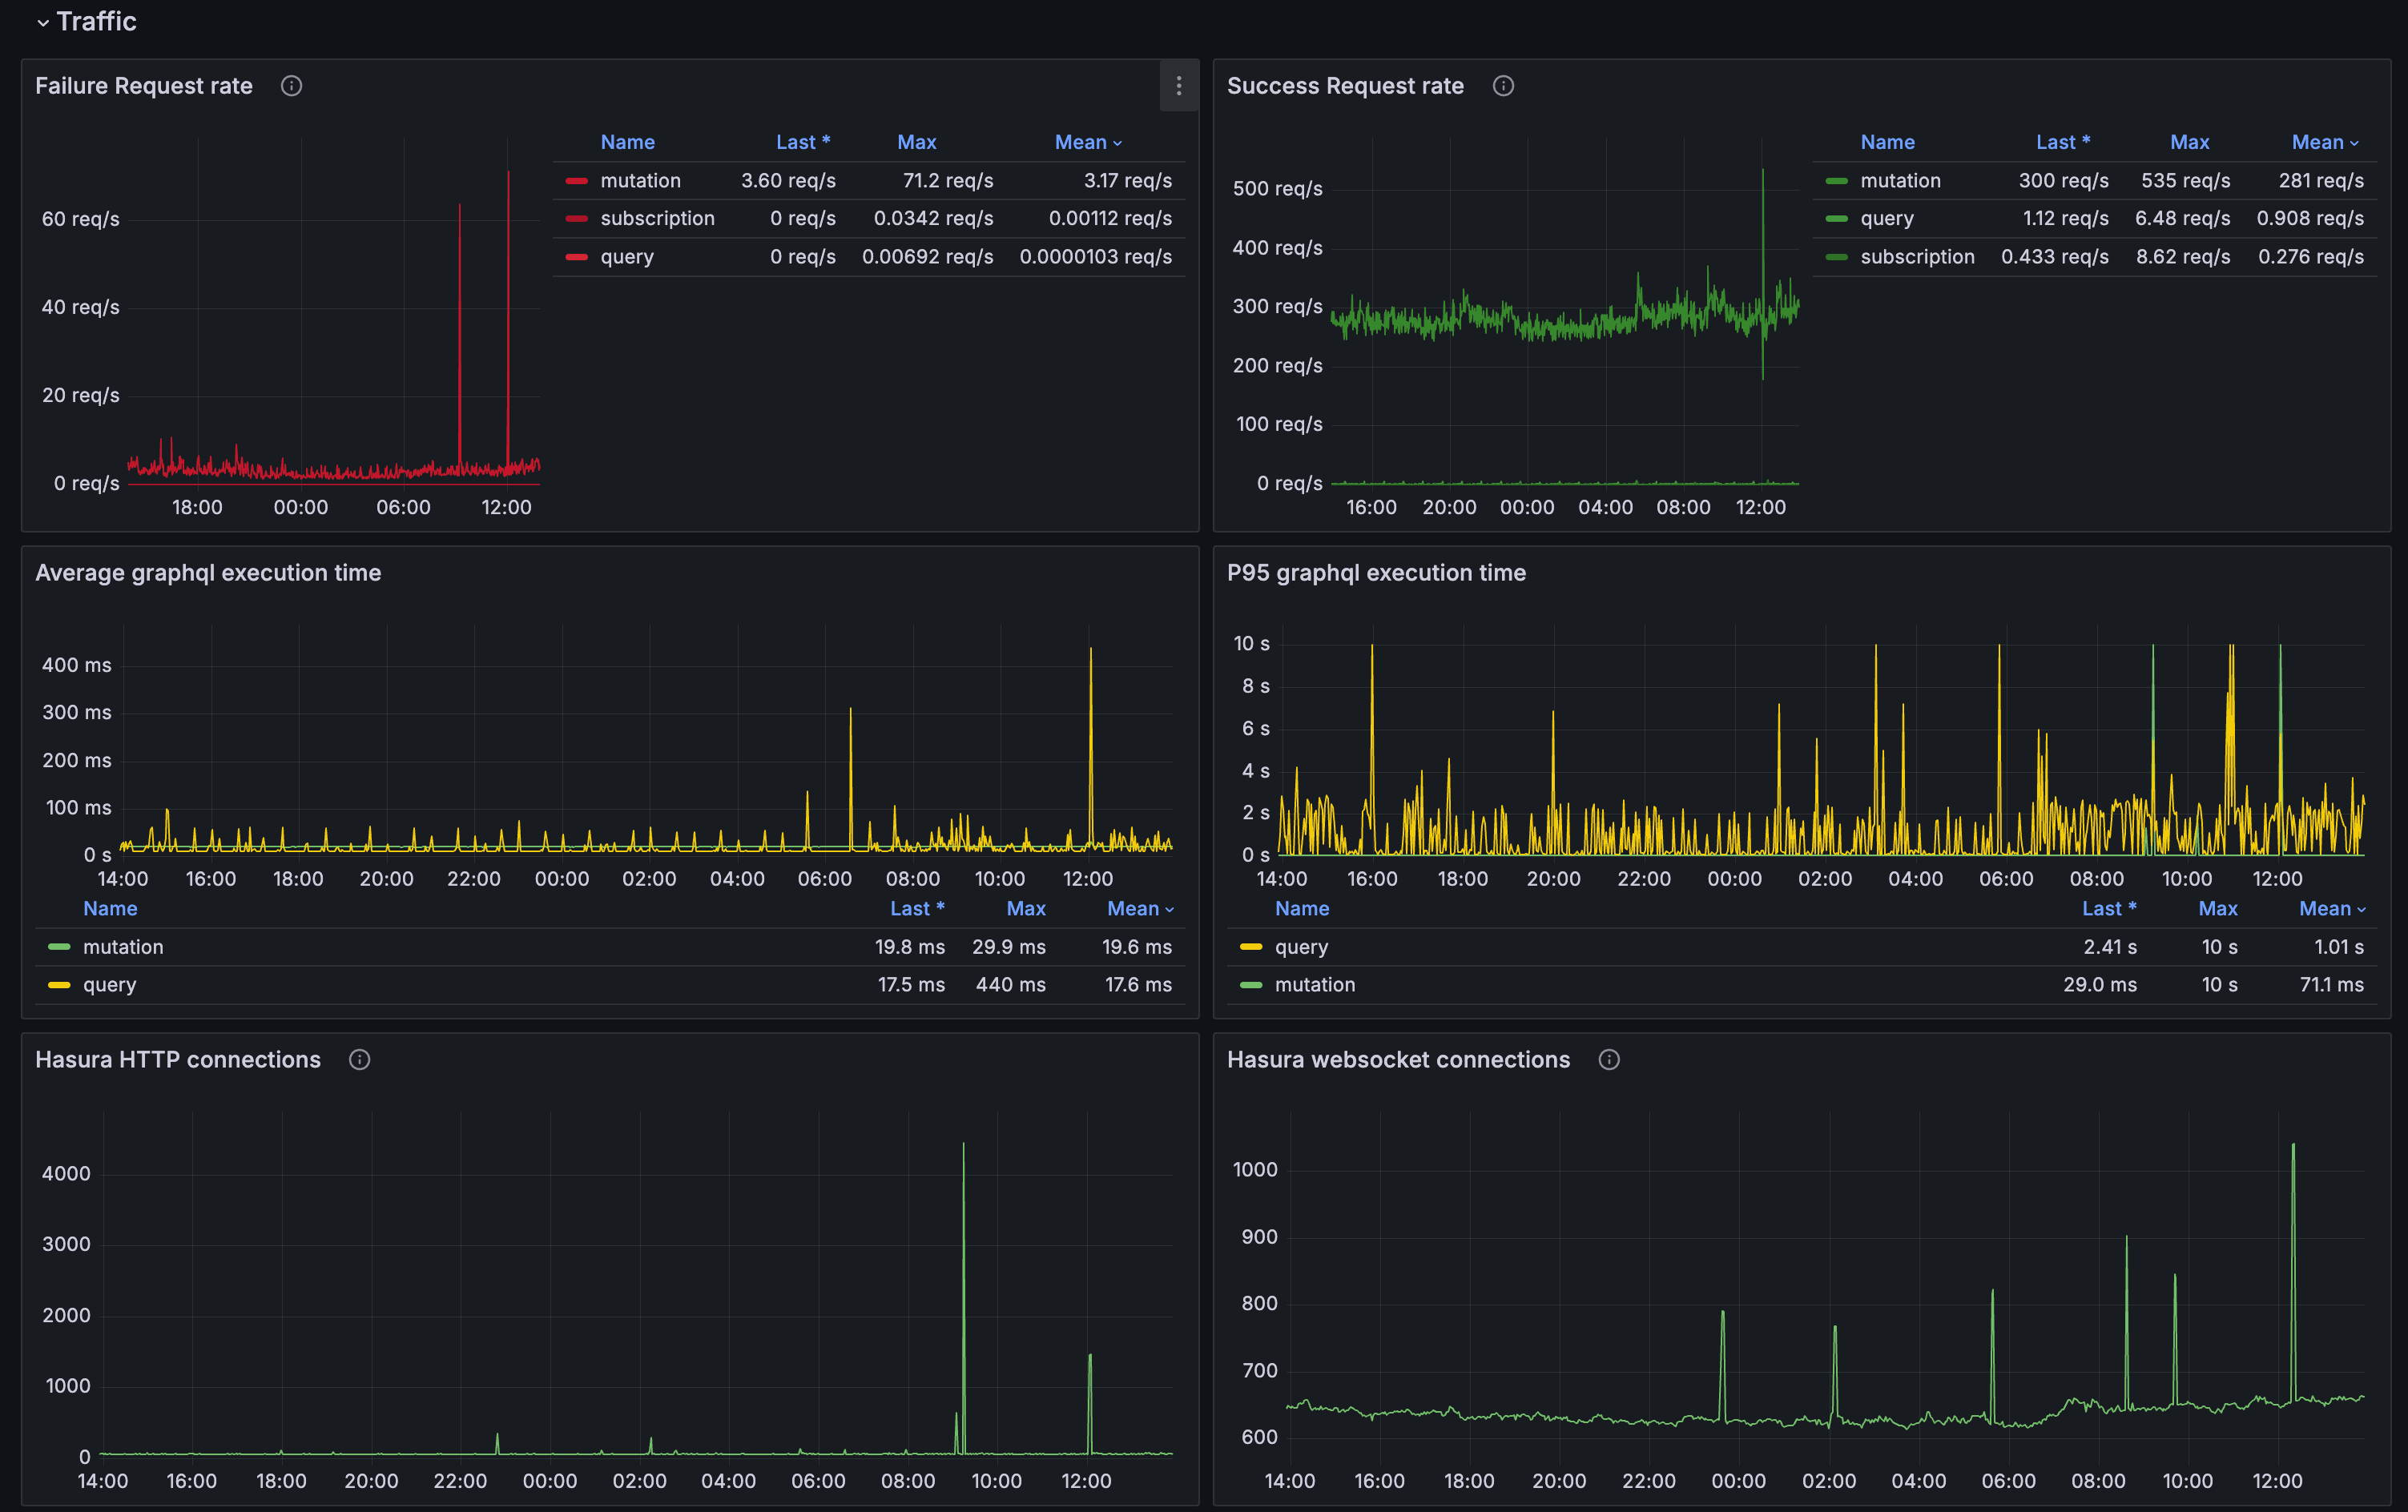 Traffic
Failure Request rate
60 req/s
40 req/s
20 req/s
0 req/s
18:00 00:00 06:00 12:00
Name Last * Max Mean
mutation 3.60 req/s 71.2 req/s 3.17 req/s
subscription 0 req/s 0.0342 req/s 0.00112 req/s
query 0 req/s 0.00692 req/s 0.0000103 req/s
Success Request rate
500 req/s
400 req/s
300 req/s
200 req/s
100 req/s
0 req/s
16:00 20:00 00:00 04:00 08:00 12:00
Name Last * Max Mean
mutation 300 req/s 535 req/s 281 req/s
query 1.12 req/s 6.48 req/s 0.908 req/s
subscription 0.433 req/s 8.62 req/s 0.276 req/s
Average graphql execution time
400 ms
300 ms
200 ms
100 ms
0 s
14:00 16:00 18:00 20:00 22:00 00:00 02:00 04:00 06:00 08:00 10:00 12:00
Name Last * Max Mean
mutation 19.8 ms 29.9 ms 19.6 ms
query 17.5 ms 440 ms 17.6 ms
P95 graphql execution time
10 s
8 s
6 s
4 s
2 s
0 s
14:00 16:00 18:00 20:00 22:00 00:00 02:00 04:00 06:00 08:00 10:00 12:00
Name Last * Max Mean
query 2.41 s 10 s 1.01 s
mutation 29.0 ms 10 s 71.1 ms
Hasura HTTP connections
4000
3000
2000
1000
0
14:00 16:00 18:00 20:00 22:00 00:00 02:00 04:00 06:00 08:00 10:00 12:00
Hasura websocket connections
1000
900
800
700
600
14:00 16:00 18:00 20:00 22:00 00:00 02:00 04:00 06:00 08:00 10:00 12:00